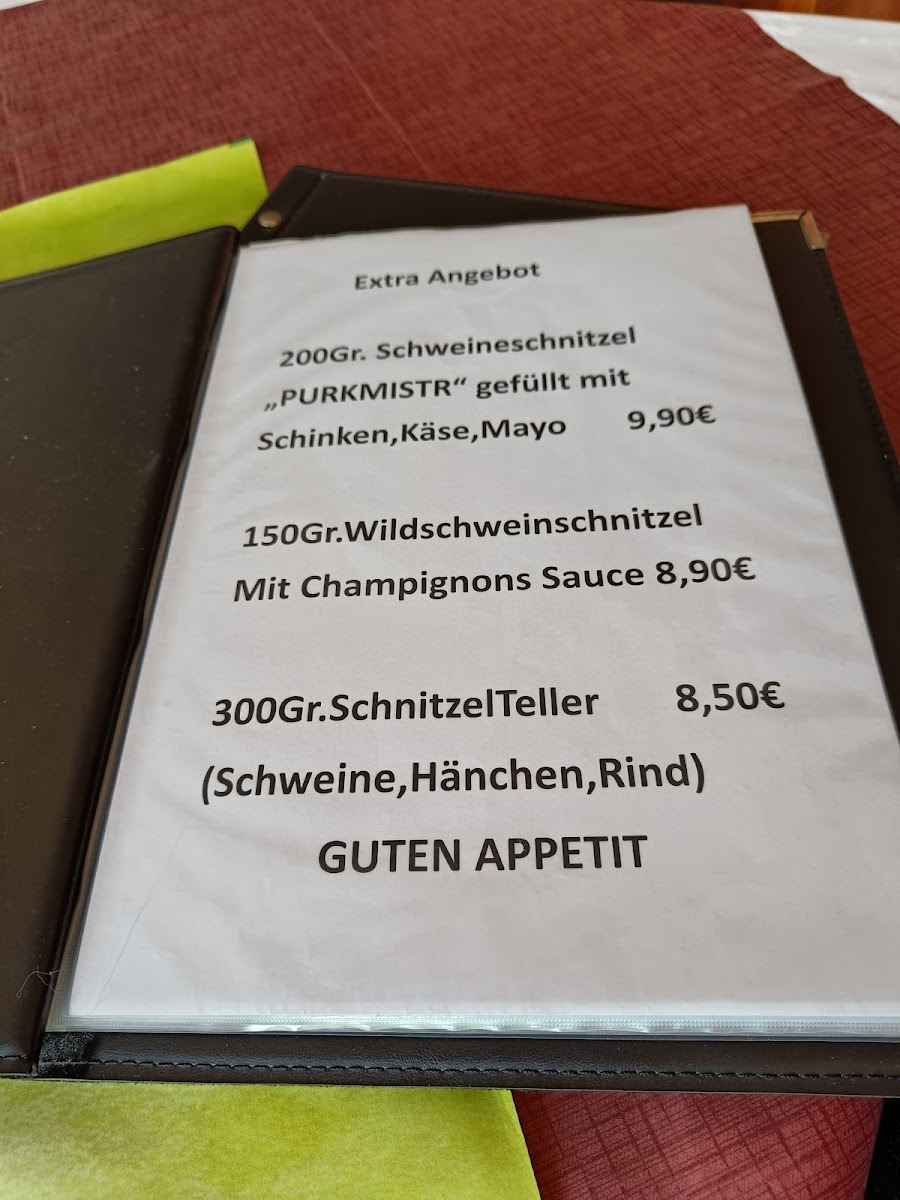 Extra Angebot
200Gr. Schweineschnitzel
„PURKMISTR“ gefüllt mit
Schinken,Käse,Mayo 9,90€
150Gr.Wildschweinschnitzel
Mit Champignons Sauce 8,90€
300Gr.SchnitzelTeller 8,50€
(Schweine,Hänchen,Rind)
GUTEN APPETIT